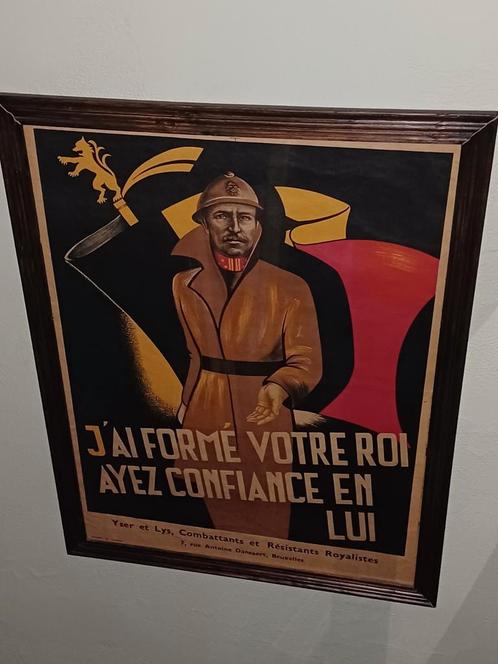 J'AI FORMÉ VOTRE ROI
AYEZ CONFIANCE EN
LUI
Yser et Lys, Combattants et Résistants Royalistes
7, rue Antoine Dansaert, Bruxelles